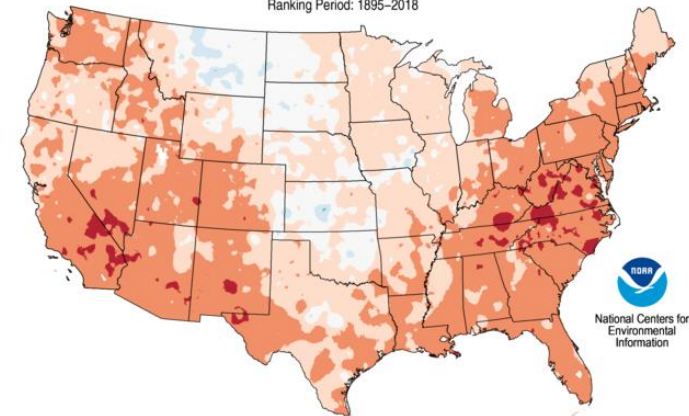 Ranking Period: 1895–2018
NOAA
National Centers for
Environmental
Information